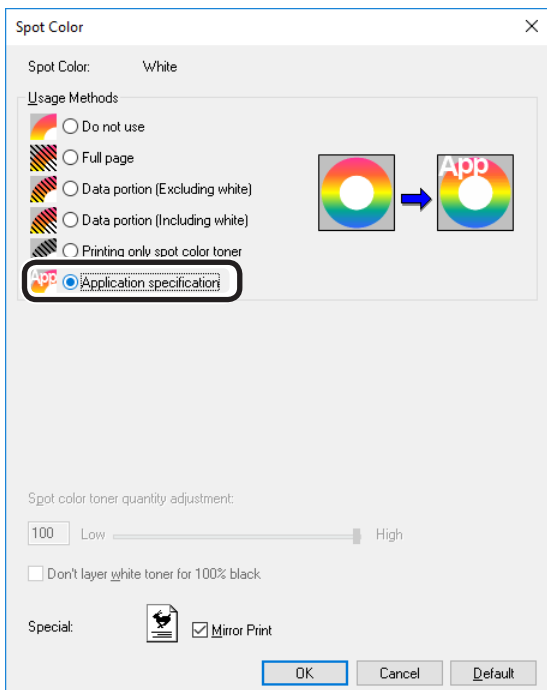 Spot Color
Spot Color: White
Usage Methods
Do not use
Full page
Data portion (Excluding white)
App
Data portion (Including white)
Printing only spot color toner
App Application specification
Spot color toner quantity adjustment:
100 Low High
Don't layer white toner for 100% black
Special: Mirror Print
OK Cancel Default